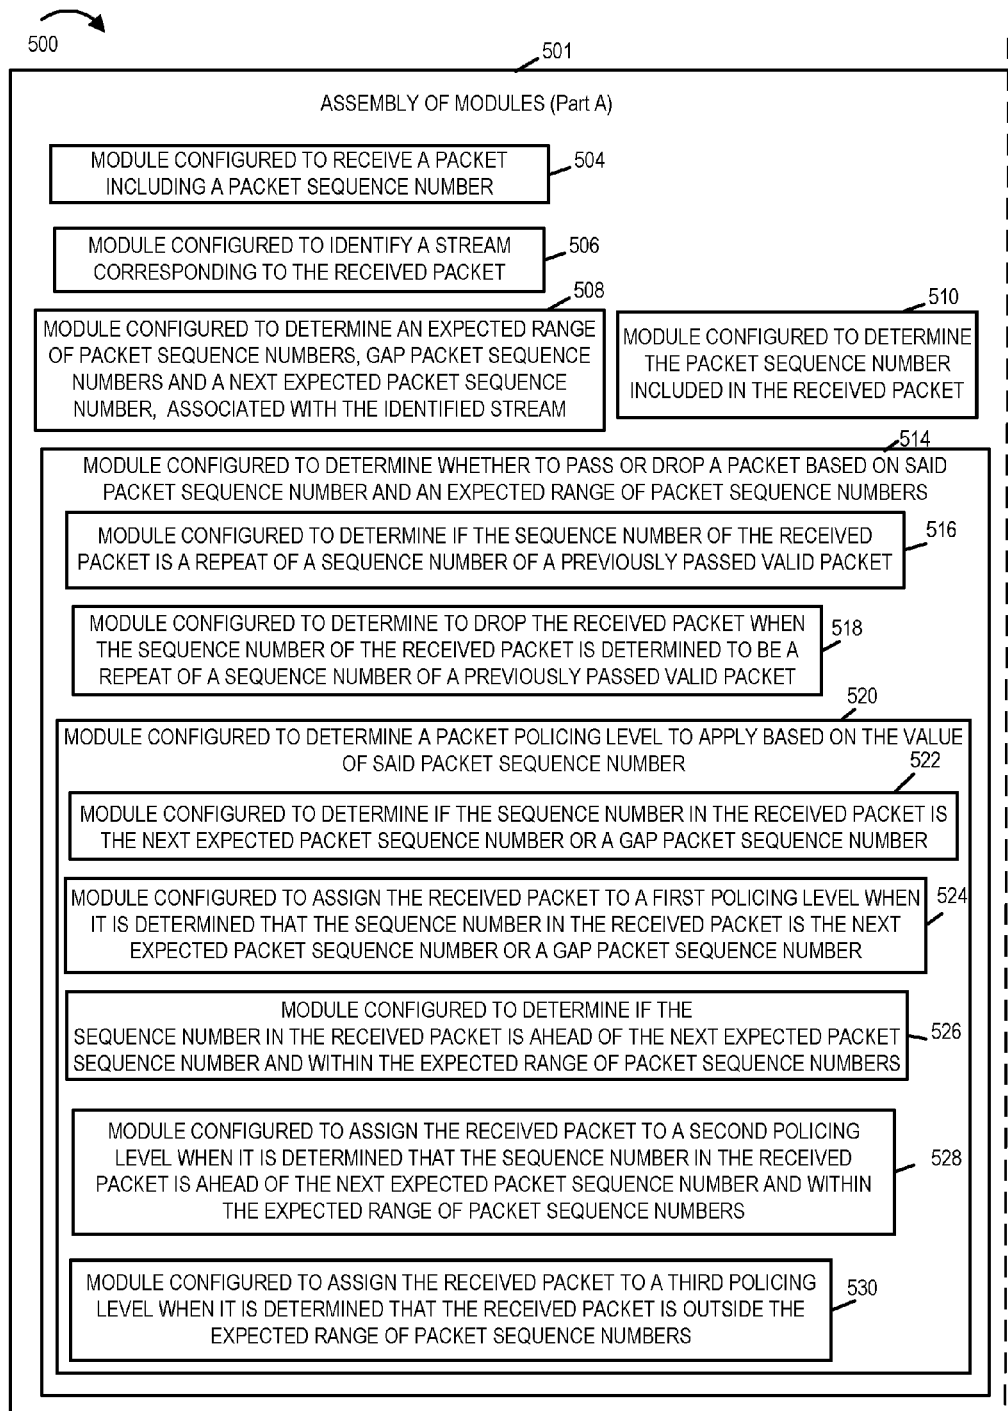 500
501
ASSEMBLY OF MODULES (Part A)
MODULE CONFIGURED TO RECEIVE A PACKET
INCLUDING A PACKET SEQUENCE NUMBER
504
MODULE CONFIGURED TO IDENTIFY A STREAM
CORRESPONDING TO THE RECEIVED PACKET
506
508
MODULE CONFIGURED TO DETERMINE AN EXPECTED RANGE
OF PACKET SEQUENCE NUMBERS, GAP PACKET SEQUENCE
NUMBERS AND A NEXT EXPECTED PACKET SEQUENCE
NUMBER, ASSOCIATED WITH THE IDENTIFIED STREAM
510
MODULE CONFIGURED TO DETERMINE
THE PACKET SEQUENCE NUMBER
INCLUDED IN THE RECEIVED PACKET
514
MODULE CONFIGURED TO DETERMINE WHETHER TO PASS OR DROP A PACKET BASED ON SAID
PACKET SEQUENCE NUMBER AND AN EXPECTED RANGE OF PACKET SEQUENCE NUMBERS
MODULE CONFIGURED TO DETERMINE IF THE SEQUENCE NUMBER OF THE RECEIVED
PACKET IS A REPEAT OF A SEQUENCE NUMBER OF A PREVIOUSLY PASSED VALID PACKET
516
MODULE CONFIGURED TO DETERMINE TO DROP THE RECEIVED PACKET WHEN
THE SEQUENCE NUMBER OF THE RECEIVED PACKET IS DETERMINED TO BE A
REPEAT OF A SEQUENCE NUMBER OF A PREVIOUSLY PASSED VALID PACKET
518
520
MODULE CONFIGURED TO DETERMINE A PACKET POLICING LEVEL TO APPLY BASED ON THE VALUE
OF SAID PACKET SEQUENCE NUMBER
522
MODULE CONFIGURED TO DETERMINE IF THE SEQUENCE NUMBER IN THE RECEIVED PACKET IS
THE NEXT EXPECTED PACKET SEQUENCE NUMBER OR A GAP PACKET SEQUENCE NUMBER
MODULE CONFIGURED TO ASSIGN THE RECEIVED PACKET TO A FIRST POLICING LEVEL WHEN
IT IS DETERMINED THAT THE SEQUENCE NUMBER IN THE RECEIVED PACKET IS THE NEXT
EXPECTED PACKET SEQUENCE NUMBER OR A GAP PACKET SEQUENCE NUMBER
524
MODULE CONFIGURED TO DETERMINE IF THE
SEQUENCE NUMBER IN THE RECEIVED PACKET IS AHEAD OF THE NEXT EXPECTED PACKET
SEQUENCE NUMBER AND WITHIN THE EXPECTED RANGE OF PACKET SEQUENCE NUMBERS
526
MODULE CONFIGURED TO ASSIGN THE RECEIVED PACKET TO A SECOND POLICING
LEVEL WHEN IT IS DETERMINED THAT THE SEQUENCE NUMBER IN THE RECEIVED
PACKET IS AHEAD OF THE NEXT EXPECTED PACKET SEQUENCE NUMBER AND WITHIN
THE EXPECTED RANGE OF PACKET SEQUENCE NUMBERS
528
MODULE CONFIGURED TO ASSIGN THE RECEIVED PACKET TO A THIRD POLICING
LEVEL WHEN IT IS DETERMINED THAT THE RECEIVED PACKET IS OUTSIDE THE
EXPECTED RANGE OF PACKET SEQUENCE NUMBERS
530